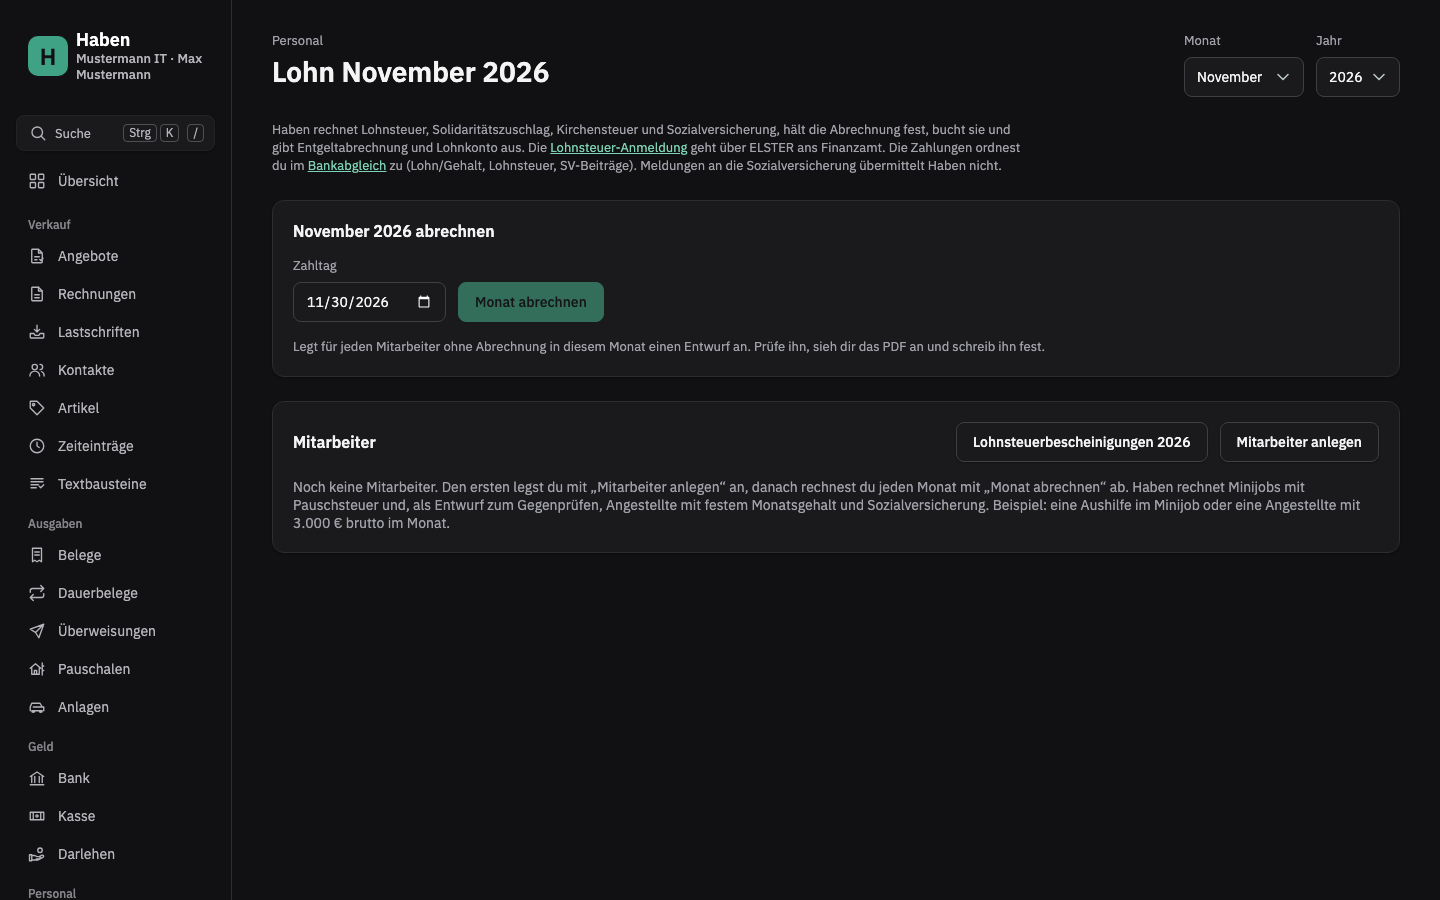 H
Haben
Mustermann IT · Max
Mustermann
Suche Strg K /
Übersicht
Verkauf
Angebote
Rechnungen
Lastschriften
Kontakte
Artikel
Zeiteinträge
Textbausteine
Ausgaben
Belege
Dauerbelege
Überweisungen
Pauschalen
Anlagen
Geld
Bank
Kasse
Darlehen
Personal
Personal
Lohn November 2026
Monat
November
Jahr
2026
Haben rechnet Lohnsteuer, Solidaritätszuschlag, Kirchensteuer und Sozialversicherung, hält die Abrechnung fest, bucht sie und
gibt Entgeltabrechnung und Lohnkonto aus. Die Lohnsteuer-Anmeldung geht über ELSTER ans Finanzamt. Die Zahlungen ordnest
du im Bankabgleich zu (Lohn/Gehalt, Lohnsteuer, SV-Beiträge). Meldungen an die Sozialversicherung übermittelt Haben nicht.
November 2026 abrechnen
Zahltag
11/30/2026
Monat abrechnen
Legt für jeden Mitarbeiter ohne Abrechnung in diesem Monat einen Entwurf an. Prüfe ihn, sieh dir das PDF an und schreib ihn fest.
Mitarbeiter
Lohnsteuerbescheinigungen 2026
Mitarbeiter anlegen
Noch keine Mitarbeiter. Den ersten legst du mit „Mitarbeiter anlegen“ an, danach rechnest du jeden Monat mit „Monat abrechnen“ ab. Haben rechnet Minijobs mit
Pauschsteuer und, als Entwurf zum Gegenprüfen, Angestellte mit festem Monatsgehalt und Sozialversicherung. Beispiel: eine Aushilfe im Minijob oder eine Angestellte mit
3.000 € brutto im Monat.